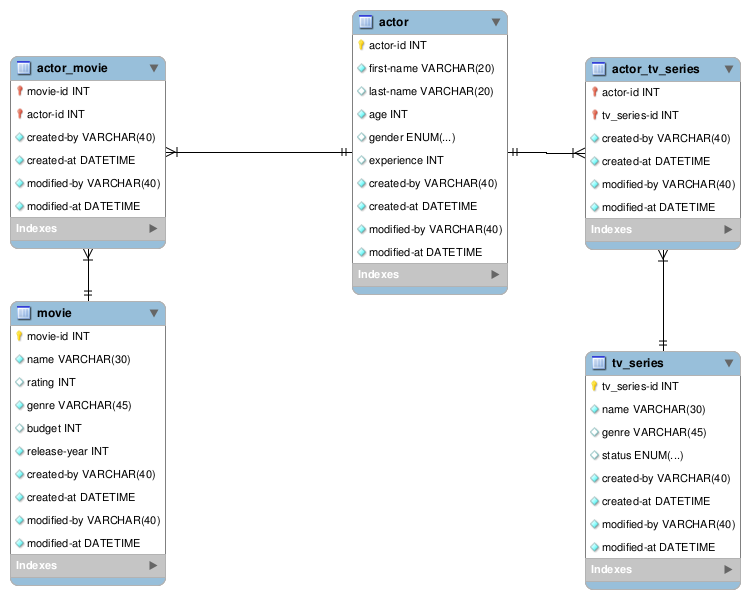 actor_movie
movie-id INT
actor-id INT
created-by VARCHAR(40)
created-at DATETIME
modified-by VARCHAR(40)
modified-at DATETIME
Indexes
actor
actor-id INT
first-name VARCHAR(20)
last-name VARCHAR(20)
age INT
gender ENUM(...)
experience INT
created-by VARCHAR(40)
created-at DATETIME
modified-by VARCHAR(40)
modified-at DATETIME
Indexes
actor_tv_series
actor-id INT
tv_series-id INT
created-by VARCHAR(40)
created-at DATETIME
modified-by VARCHAR(40)
modified-at DATETIME
Indexes
movie
movie-id INT
name VARCHAR(30)
rating INT
genre VARCHAR(45)
budget INT
release-year INT
created-by VARCHAR(40)
created-at DATETIME
modified-by VARCHAR(40)
modified-at DATETIME
Indexes
tv_series
tv_series-id INT
name VARCHAR(30)
genre VARCHAR(45)
status ENUM(...)
created-by VARCHAR(40)
created-at DATETIME
modified-by VARCHAR(40)
modified-at DATETIME
Indexes